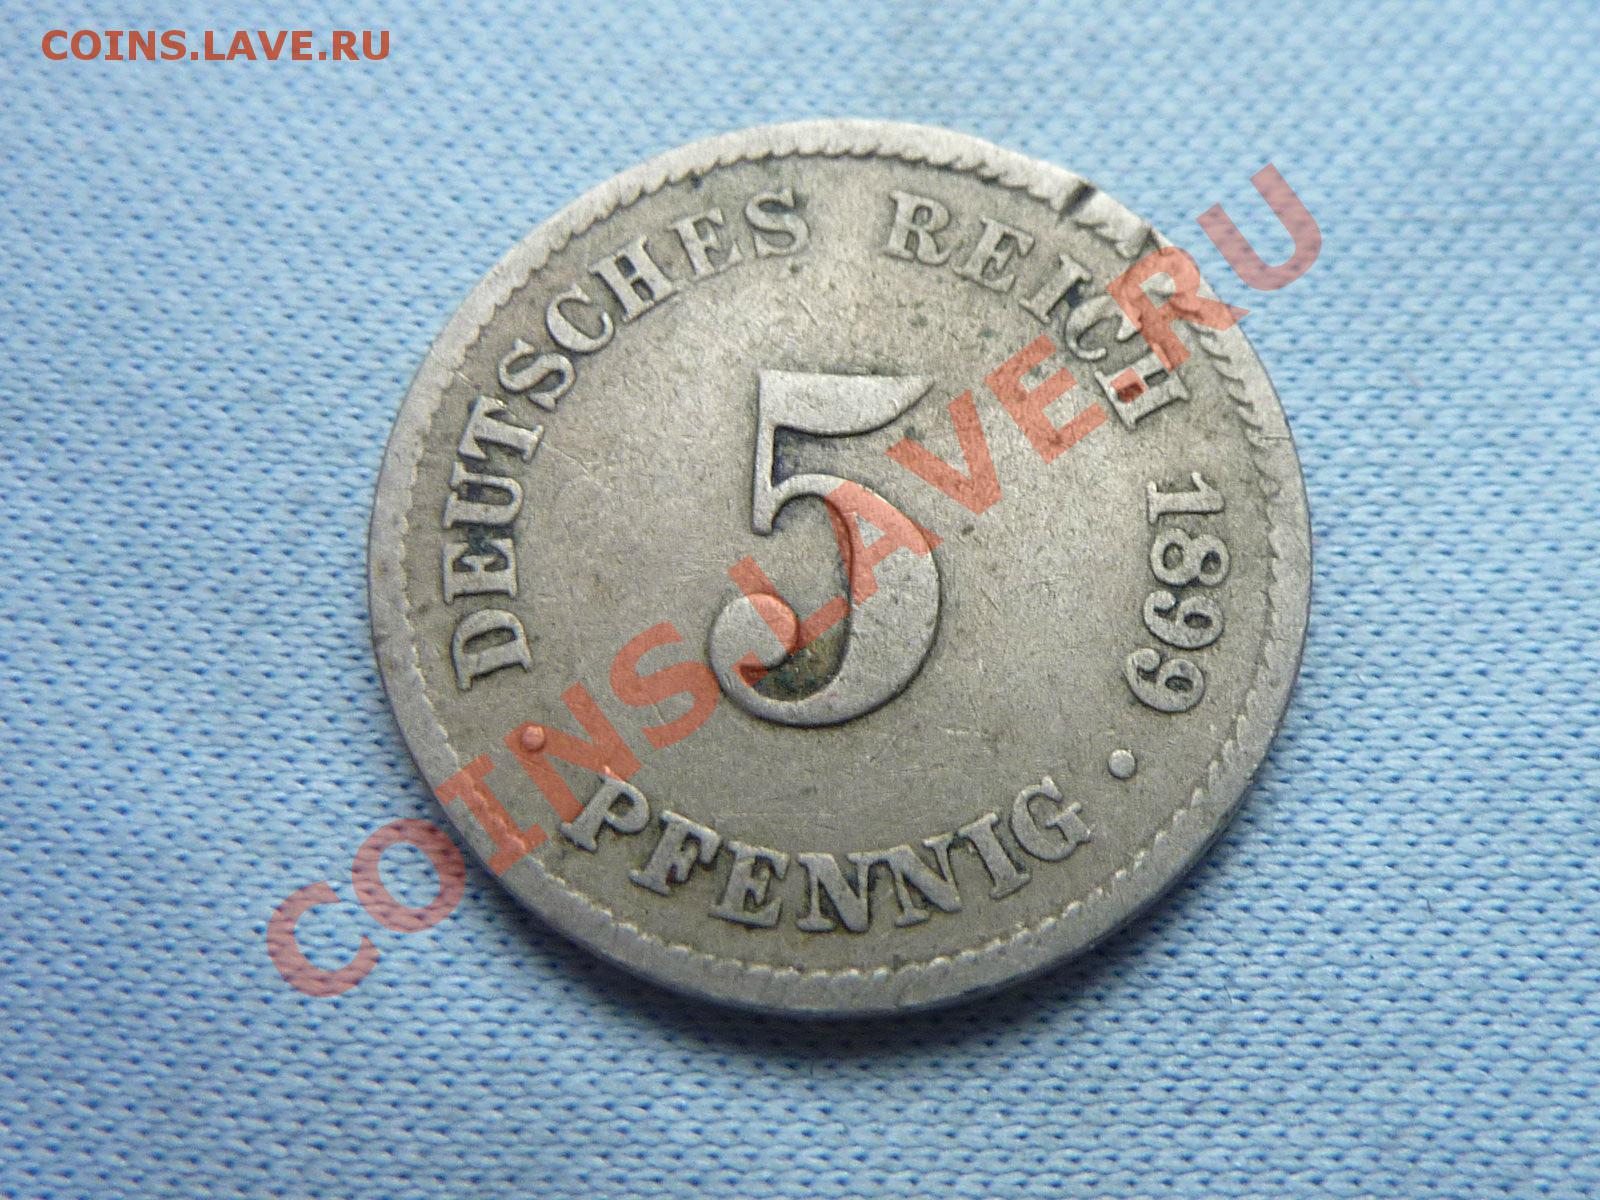 COINS.LAVE.RU
DEUTSCHES REICH 1899
5
• PFENNIG •
COINS.LAVE.RU